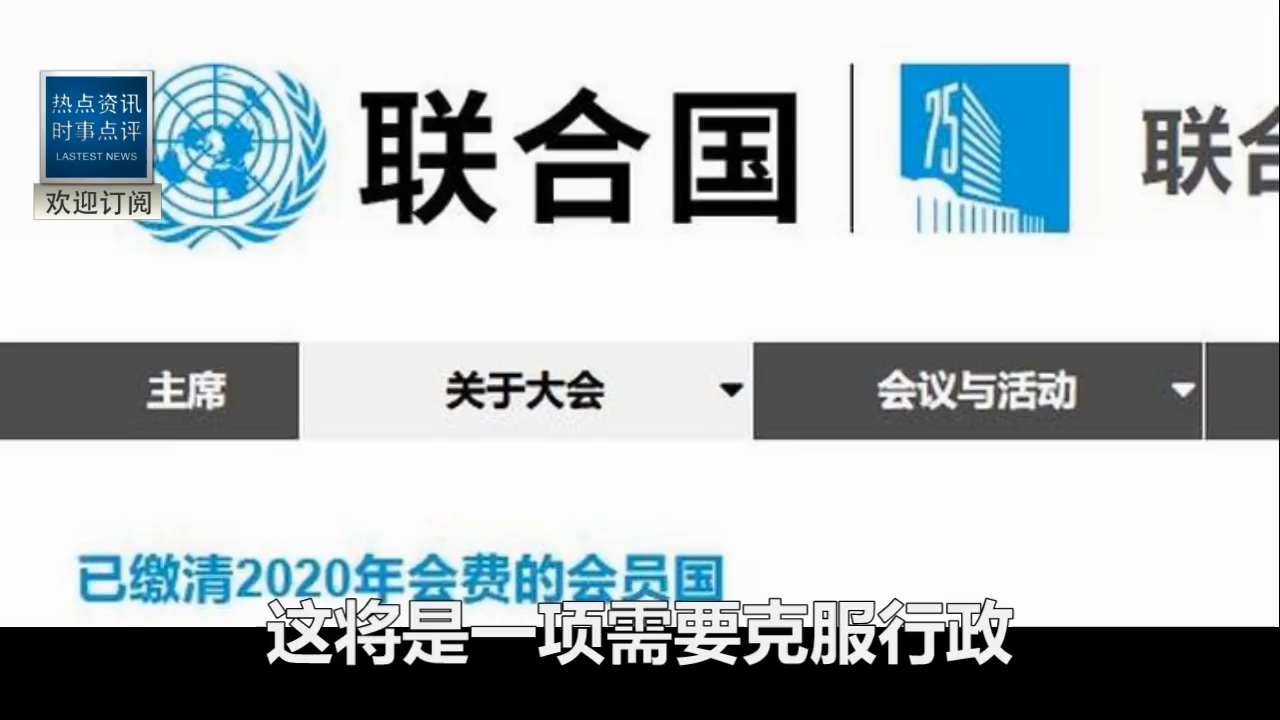 热点资讯
时事点评
LASTEST NEWS
欢迎订阅
联合国
75
联合
主席
关于大会
会议与活动
已缴清2020年会费的会员国
这将是一项需要克服行政